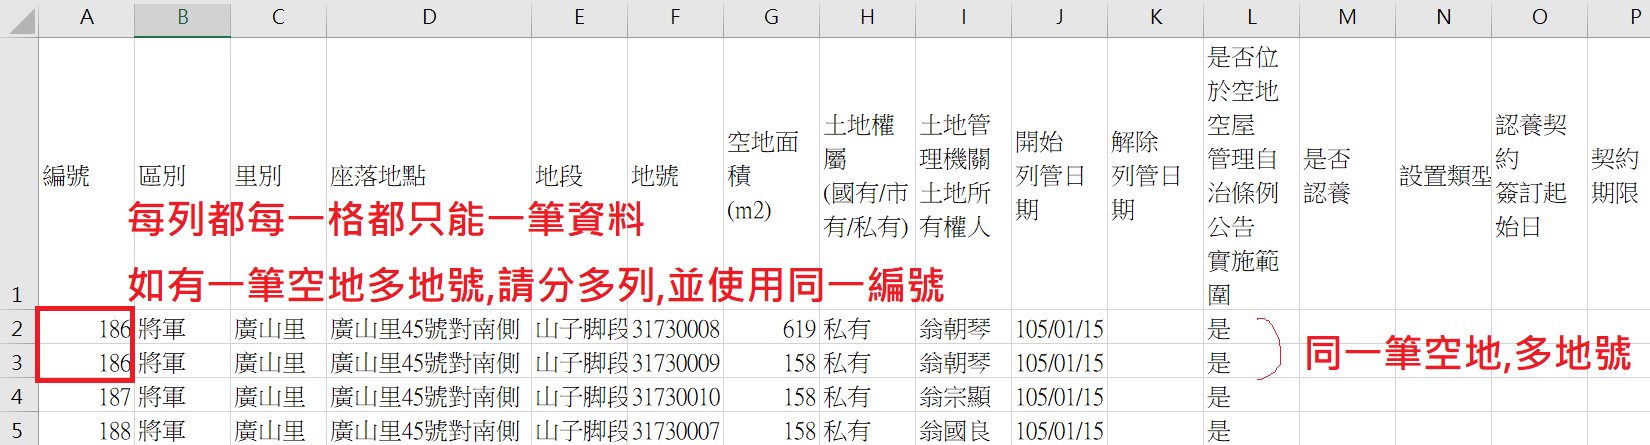 A B C D E F G H I J K L M N O P
1 編號 區別 里別 座落地點 地段 地號 空地面積(m2) 土地權屬(國有/市有/私有) 土地管理機關土地所有權人 開始列管日期 解除列管日期 是否位於空地空屋管理自治條例公告實施範圍 是否認養 設置類型 認養契約簽訂起始日 契約期限
每列都每一格都只能一筆資料
如有一筆空地多地號,請分多列,並使用同一編號
2 186 將軍 廣山里 廣山里45號對南側 山子脚段 31730008 619 私有 翁朝琴 105/01/15 是
3 186 將軍 廣山里 廣山里45號對南側 山子脚段 31730009 158 私有 翁朝琴 105/01/15 是
同一筆空地,多地號
4 187 將軍 廣山里 廣山里45號對南側 山子脚段 31730010 158 私有 翁宗顯 105/01/15 是
5 188 將軍 廣山里 廣山里45號對南側 山子脚段 31730007 158 私有 翁國良 105/01/15 是